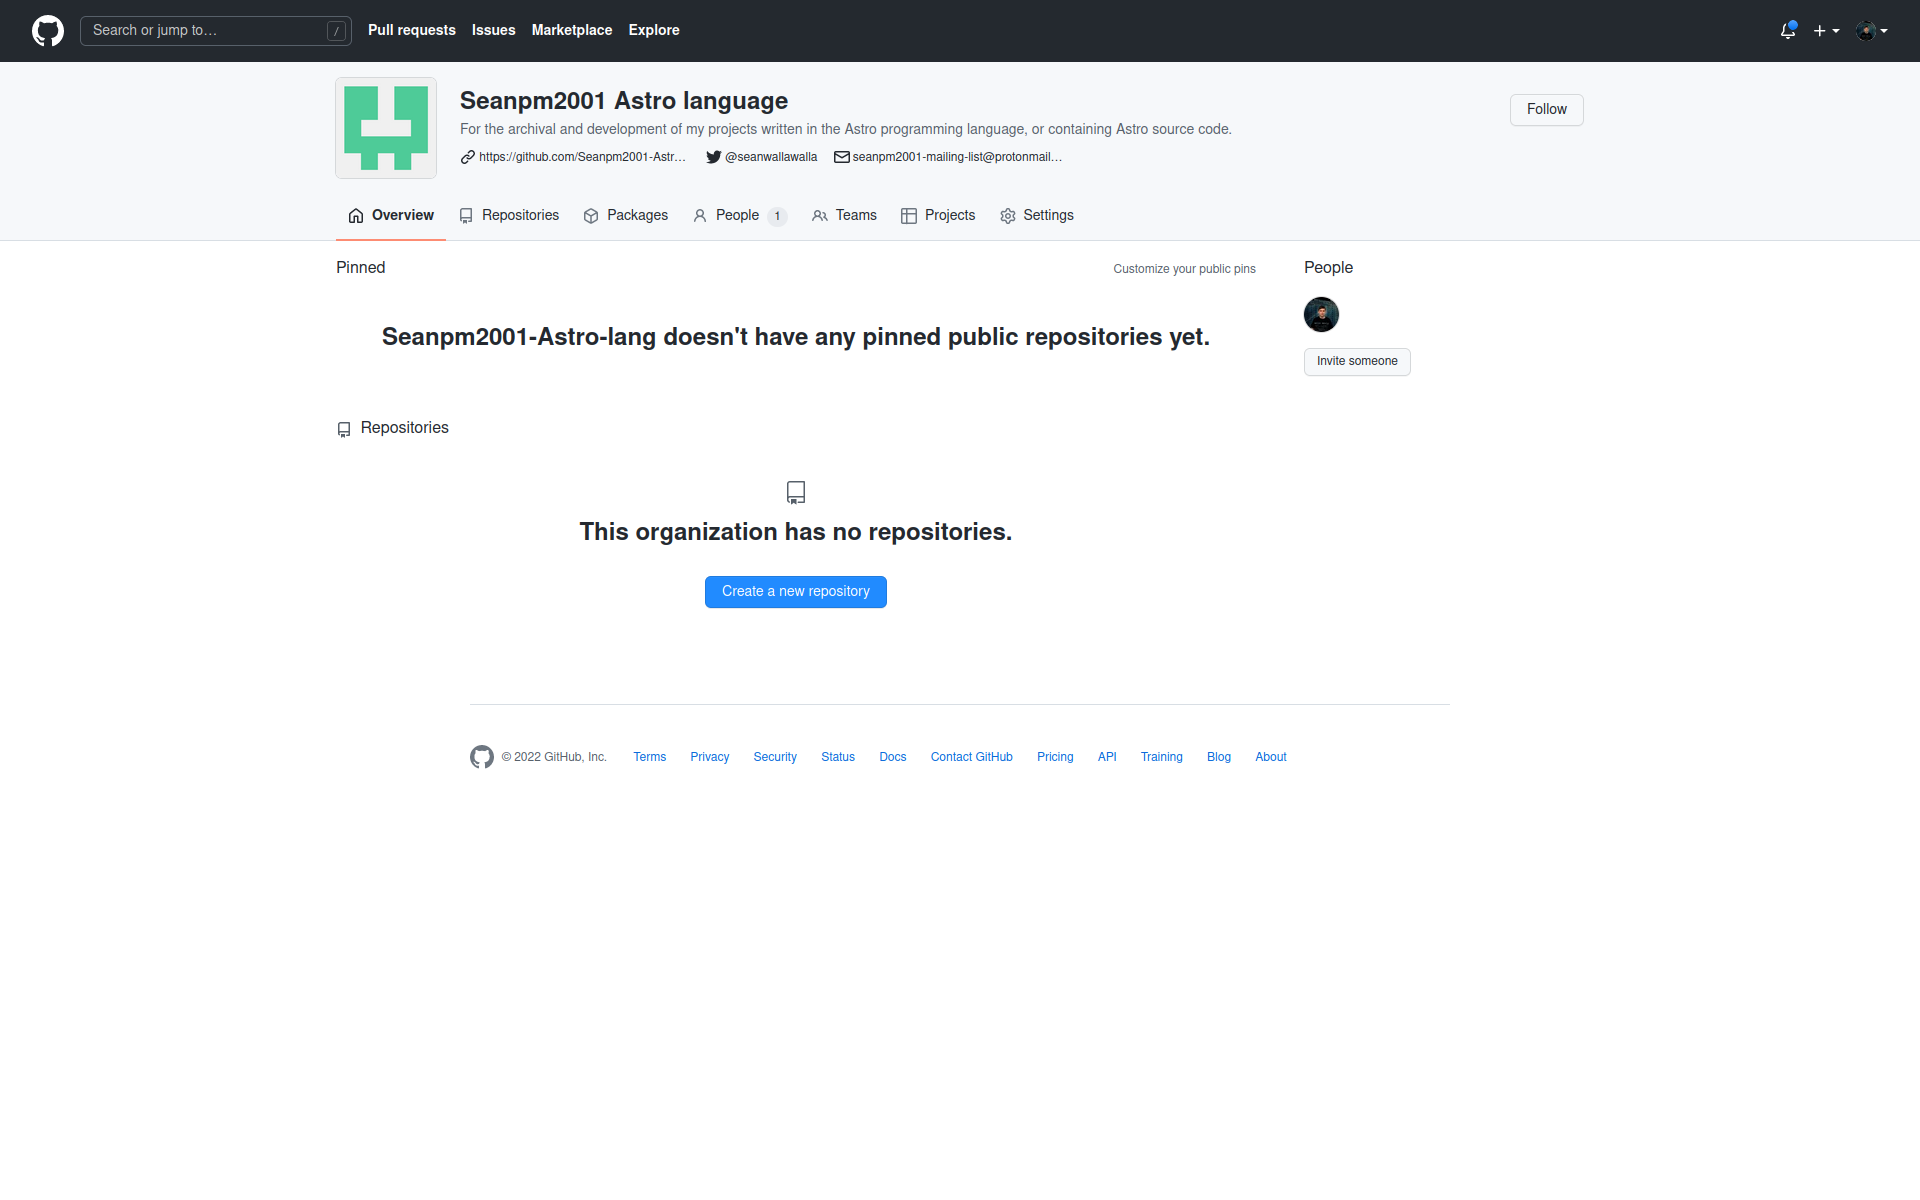 Search or jump to… /
Pull requests Issues Marketplace Explore
Seanpm2001 Astro language
Follow
For the archival and development of my projects written in the Astro programming language, or containing Astro source code.
https://github.com/Seanpm2001-Astr… @seanwallawalla seanpm2001-mailing-list@protonmail…
Overview Repositories Packages People 1 Teams Projects Settings
Pinned
Customize your public pins
Seanpm2001-Astro-lang doesn't have any pinned public repositories yet.
People
Invite someone
Repositories
This organization has no repositories.
Create a new repository
© 2022 GitHub, Inc. Terms Privacy Security Status Docs Contact GitHub Pricing API Training Blog About